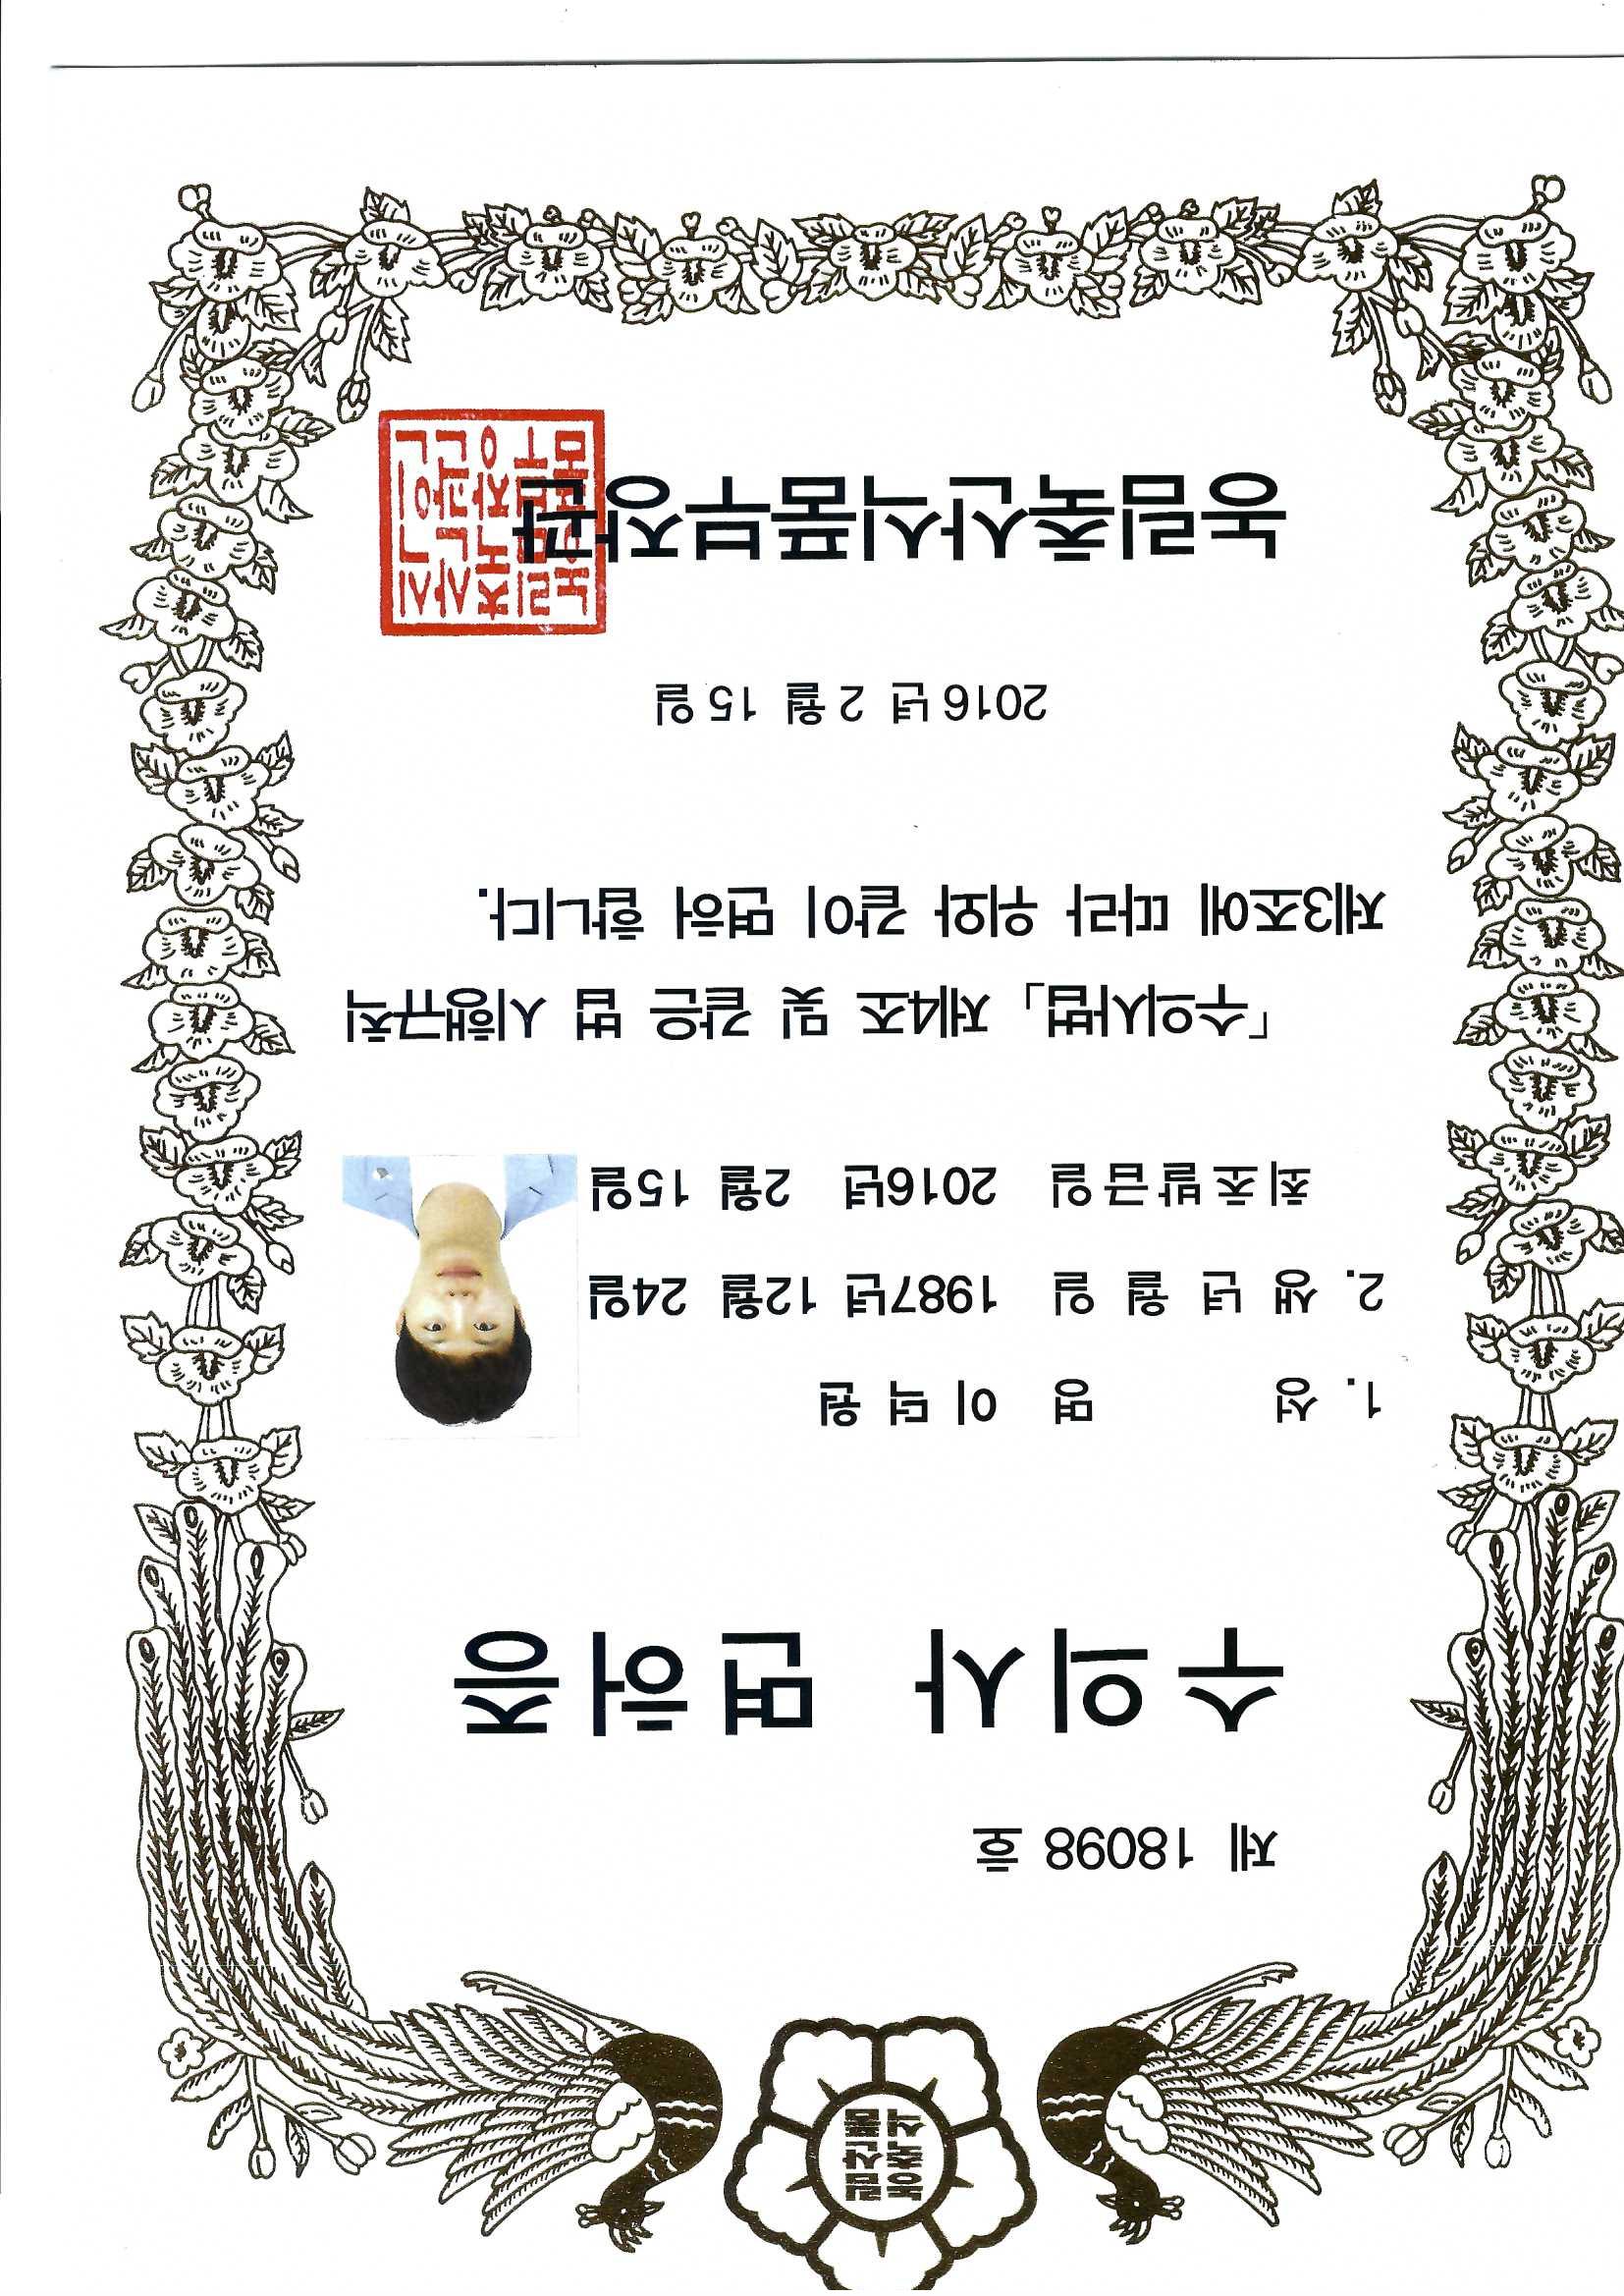 농림
축산
식품
제 18098 호
수의사 면허증
1. 성 명 이 덕 원
2. 생 년 월 일 1987년 12월 24일
최초발급일 2016년 2월 15일
「수의사법」 제4조 및 같은 법 시행규칙
제3조에 따라 위와 같이 면허 합니다.
2016 년 2 월 15 일
농림축산식품부장관
농림축산식
품부장관인